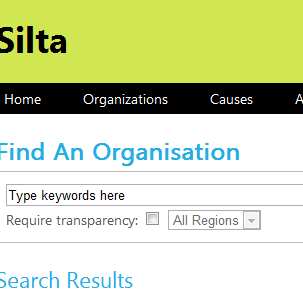 Silta
Home Organizations Causes A
Find An Organisation
Type keywords here
Require transparency: All Regions
Search Results